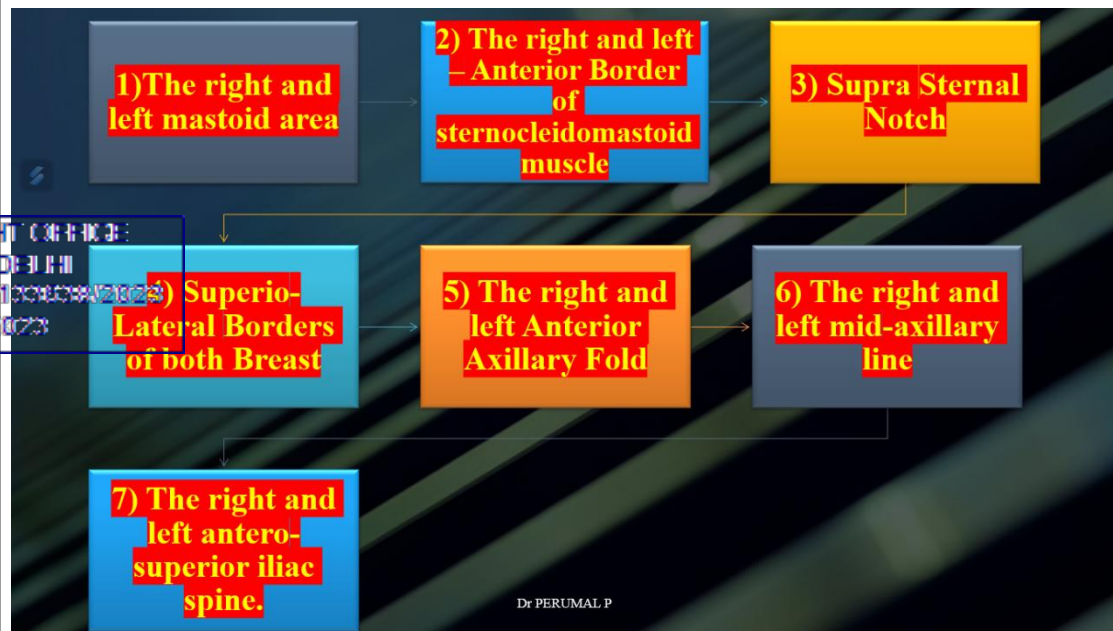 1)The right and
left mastoid area
2) The right and left
– Anterior Border
of
sternocleidomastoid
muscle
3) Supra Sternal
Notch
4) Superio-
Lateral Borders
of both Breast
5) The right and
left Anterior
Axillary Fold
6) The right and
left mid-axillary
line
7) The right and
left antero-
superior iliac
spine.
Dr PERUMAL P